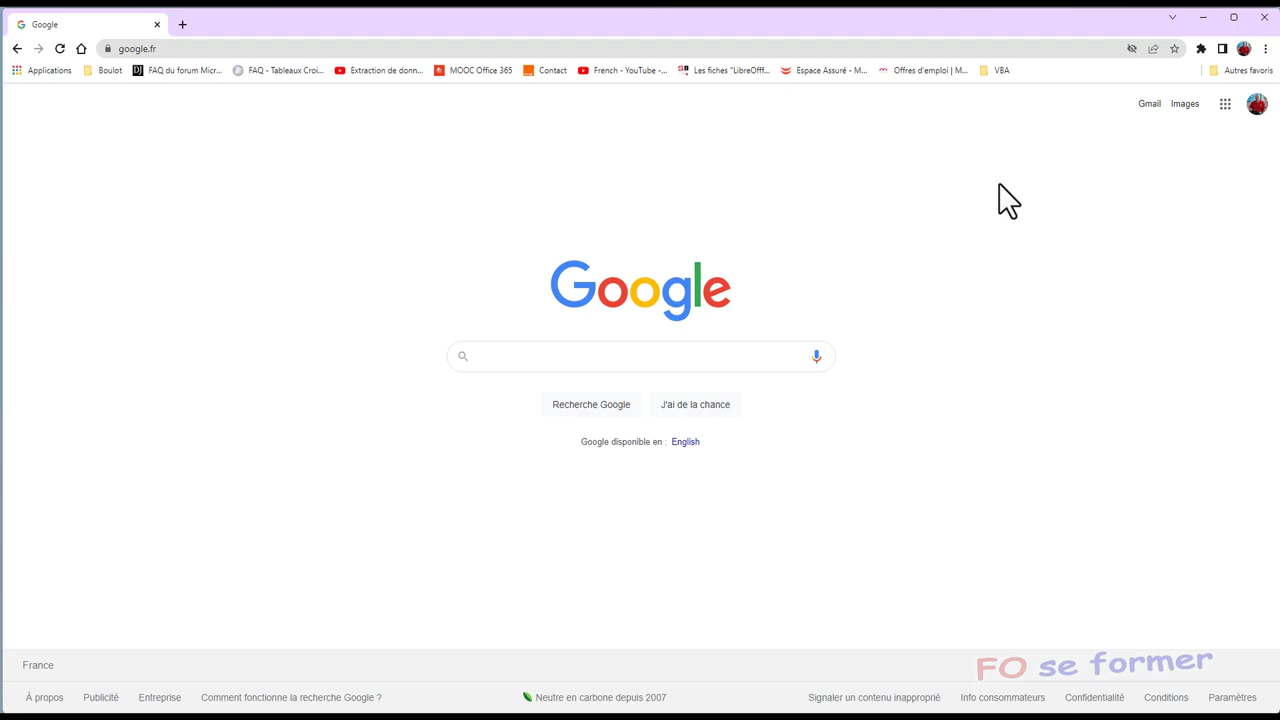 Google
google.fr
Applications Boulot FAQ du forum Micr... FAQ - Tableaux Croi... Extraction de donn... MOOC Office 365 Contact French - YouTube -... Les fiches "LibreOfff... Espace Assuré - M... Offres d'emploi | M... VBA Autres favoris
Gmail Images
Google
Recherche Google J'ai de la chance
Google disponible en : English
France
FO se former
À propos Publicité Entreprise Comment fonctionne la recherche Google ? Neutre en carbone depuis 2007 Signaler un contenu inapproprié Info consommateurs Confidentialité Conditions Paramètres